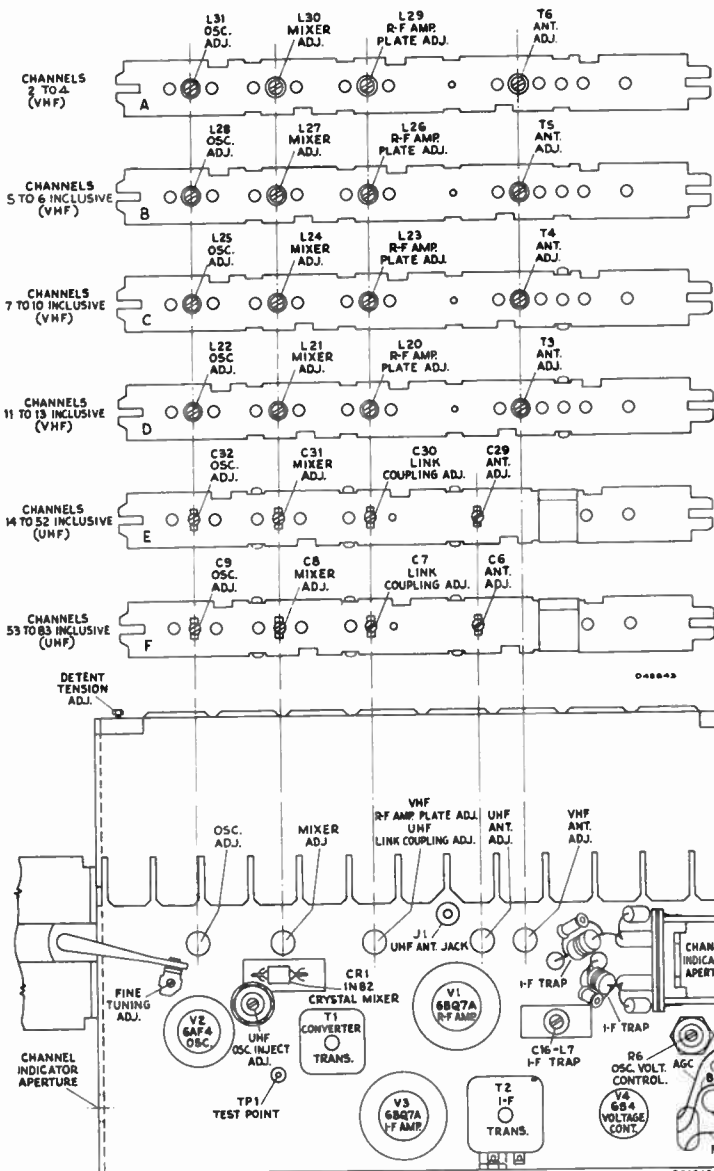 L31
OSC.
ADJ.
L30
MIXER
ADJ.
L29
R-F AMP.
PLATE ADJ.
T6
ANT.
ADJ.
CHANNELS
2 TO 4
(VHF)
A
L28
OSC.
ADJ.
L27
MIXER
ADJ.
L26
R-F AMP.
PLATE ADJ.
T5
ANT.
ADJ.
CHANNELS
5 TO 6 INCLUSIVE
(VHF)
B
L25
OSC.
ADJ.
L24
MIXER
ADJ.
L23
R-F AMP.
PLATE ADJ.
T4
ANT.
ADJ.
CHANNELS
7 TO 10 INCLUSIVE
(VHF)
C
L22
OSC
ADJ.
L21
MIXER
ADJ.
L20
R-F AMP.
PLATE ADJ.
T3
ANT.
ADJ.
CHANNELS
11 TO 13 INCLUSIVE
(VHF)
D
C32
OSC.
ADJ.
C31
MIXER
ADJ.
C30
LINK
COUPLING ADJ.
C29
ANT.
ADJ.
CHANNELS
14 TO 52 INCLUSIVE
(UHF)
E
C9
OSC.
ADJ.
C8
MIXER
ADJ.
C7
LINK
COUPLING ADJ.
C6
ANT.
ADJ.
CHANNELS
53 TO 83 INCLUSIVE
(UHF)
F
DETENT
TENSION
ADJ.
OSC.
ADJ.
MIXER
ADJ
VHF
R-F AMP. PLATE ADJ.
UHF
LINK COUPLING ADJ.
UHF
ANT.
ADJ.
VHF
ANT.
ADJ.
J1
UHF ANT. JACK
CR1
1N82
CRYSTAL MIXER
FINE
TUNING
ADJ.
V2
6AF4
OSC.
UHF
OSC. INJECT
ADJ.
T1
CONVERTER
TRANS.
V1
6BQ7A
R-F AMP.
I-F TRAP
I-F TRAP
C16-L7
I-F TRAP
R6
OSC. VOLT.
CONTROL.
AGC
CHANNEL
INDICATOR
APERTURE
TP1
TEST POINT
V3
6BQ7A
I-F AMP.
T2
I-F
TRANS.
V4
6S4
VOLTAGE
CONT.